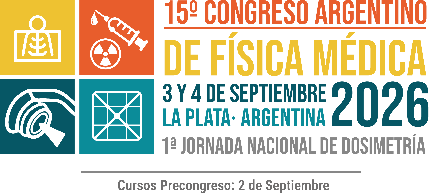 15º CONGRESO ARGENTINO
DE FÍSICA MÉDICA
3 Y 4 DE SEPTIEMBRE 2026
LA PLATA· ARGENTINA
1ª JORNADA NACIONAL DE DOSIMETRÍA
Cursos Precongreso: 2 de Septiembre